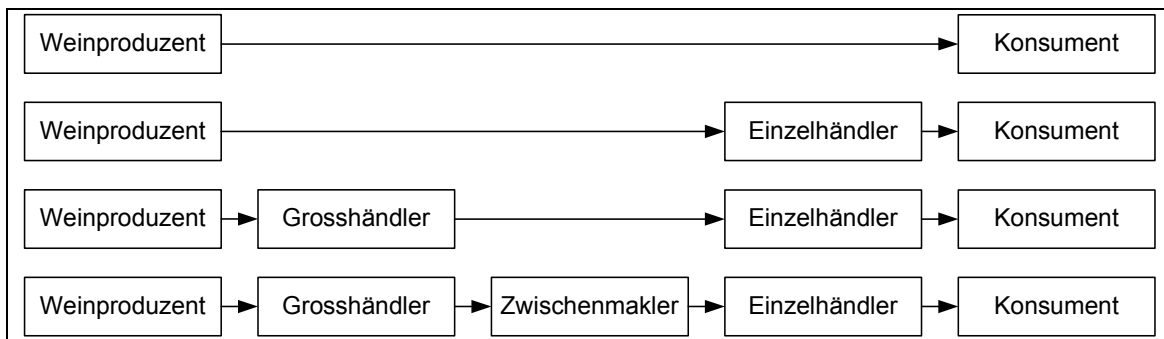 Weinproduzent Konsument
Weinproduzent Einzelhändler Konsument
Weinproduzent Grosshändler Einzelhändler Konsument
Weinproduzent Grosshändler Zwischenmakler Einzelhändler Konsument